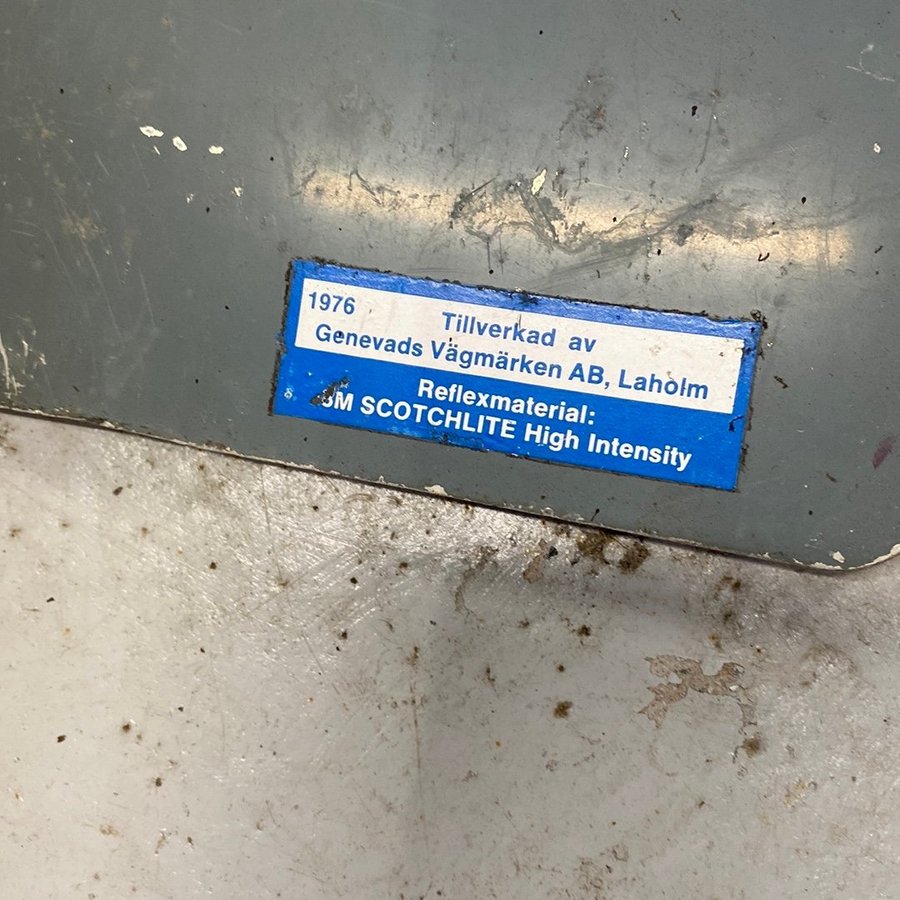 1976
Tillverkad av
Genevads Vägmärken AB, Laholm
Reflexmaterial:
3M SCOTCHLITE High Intensity